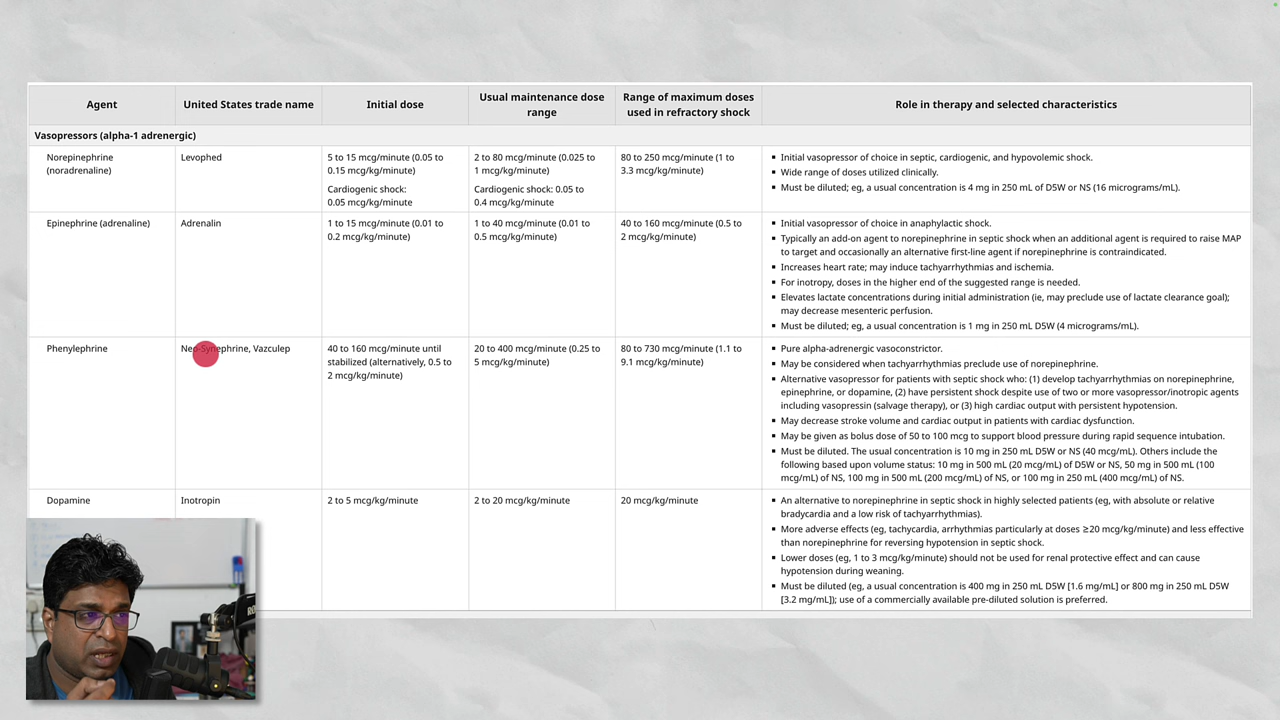 Agent
United States trade name
Initial dose
Usual maintenance dose
range
Range of maximum doses
used in refractory shock
Role in therapy and selected characteristics
Vasopressors (alpha-1 adrenergic)
Norepinephrine
(noradrenaline)
Levophed
5 to 15 mcg/minute (0.05 to
0.15 mcg/kg/minute)
Cardiogenic shock:
0.05 mcg/kg/minute
2 to 80 mcg/minute (0.025 to
1 mcg/kg/minute)
Cardiogenic shock: 0.05 to
0.4 mcg/kg/minute
80 to 250 mcg/minute (1 to
3.3 mcg/kg/minute)
▪ Initial vasopressor of choice in septic, cardiogenic, and hypovolemic shock.
▪ Wide range of doses utilized clinically.
▪ Must be diluted; eg, a usual concentration is 4 mg in 250 mL of D5W or NS (16 micrograms/mL).
Epinephrine (adrenaline)
Adrenalin
1 to 15 mcg/minute (0.01 to
0.2 mcg/kg/minute)
1 to 40 mcg/minute (0.01 to
0.5 mcg/kg/minute)
40 to 160 mcg/minute (0.5 to
2 mcg/kg/minute)
▪ Initial vasopressor of choice in anaphylactic shock.
▪ Typically an add-on agent to norepinephrine in septic shock when an additional agent is required to raise MAP
to target and occasionally an alternative first-line agent if norepinephrine is contraindicated.
▪ Increases heart rate; may induce tachyarrhythmias and ischemia.
▪ For inotropy, doses in the higher end of the suggested range is needed.
▪ Elevates lactate concentrations during initial administration (ie, may preclude use of lactate clearance goal);
may decrease mesenteric perfusion.
▪ Must be diluted; eg, a usual concentration is 1 mg in 250 mL D5W (4 micrograms/mL).
Phenylephrine
Neo-Synephrine, Vazculep
40 to 160 mcg/minute until
stabilized (alternatively, 0.5 to
2 mcg/kg/minute)
20 to 400 mcg/minute (0.25 to
5 mcg/kg/minute)
80 to 730 mcg/minute (1.1 to
9.1 mcg/kg/minute)
▪ Pure alpha-adrenergic vasoconstrictor.
▪ May be considered when tachyarrhythmias preclude use of norepinephrine.
▪ Alternative vasopressor for patients with septic shock who: (1) develop tachyarrhythmias on norepinephrine,
epinephrine, or dopamine, (2) have persistent shock despite use of two or more vasopressor/inotropic agents
including vasopressin (salvage therapy), or (3) high cardiac output with persistent hypotension.
▪ May decrease stroke volume and cardiac output in patients with cardiac dysfunction.
▪ May be given as bolus dose of 50 to 100 mcg to support blood pressure during rapid sequence intubation.
▪ Must be diluted. The usual concentration is 10 mg in 250 mL D5W or NS (40 mcg/mL). Others include the
following based upon volume status: 10 mg in 500 mL (20 mcg/mL) of D5W or NS, 50 mg in 500 mL (100
mcg/mL) of NS, 100 mg in 500 mL (200 mcg/mL) of NS, or 100 mg in 250 mL (400 mcg/mL) of NS.
Dopamine
Inotropin
2 to 5 mcg/kg/minute
2 to 20 mcg/kg/minute
20 mcg/kg/minute
▪ An alternative to norepinephrine in septic shock in highly selected patients (eg, with absolute or relative
bradycardia and a low risk of tachyarrhythmias).
▪ More adverse effects (eg, tachycardia, arrhythmias particularly at doses ≥20 mcg/kg/minute) and less effective
than norepinephrine for reversing hypotension in septic shock.
▪ Lower doses (eg, 1 to 3 mcg/kg/minute) should not be used for renal protective effect and can cause
hypotension during weaning.
▪ Must be diluted (eg, a usual concentration is 400 mg in 250 mL D5W [1.6 mg/mL] or 800 mg in 250 mL D5W
[3.2 mg/mL]); use of a commercially available pre-diluted solution is preferred.